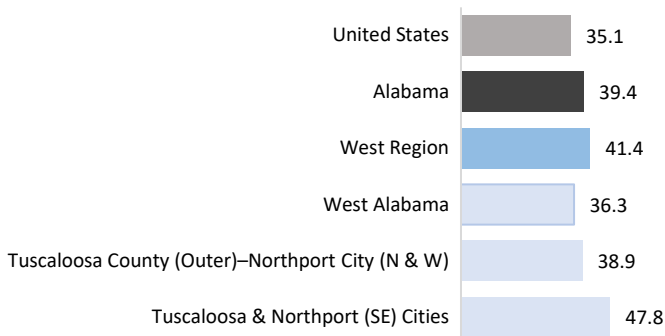 United States 35.1
Alabama 39.4
West Region 41.4
West Alabama 36.3
Tuscaloosa County (Outer)–Northport City (N & W) 38.9
Tuscaloosa & Northport (SE) Cities 47.8